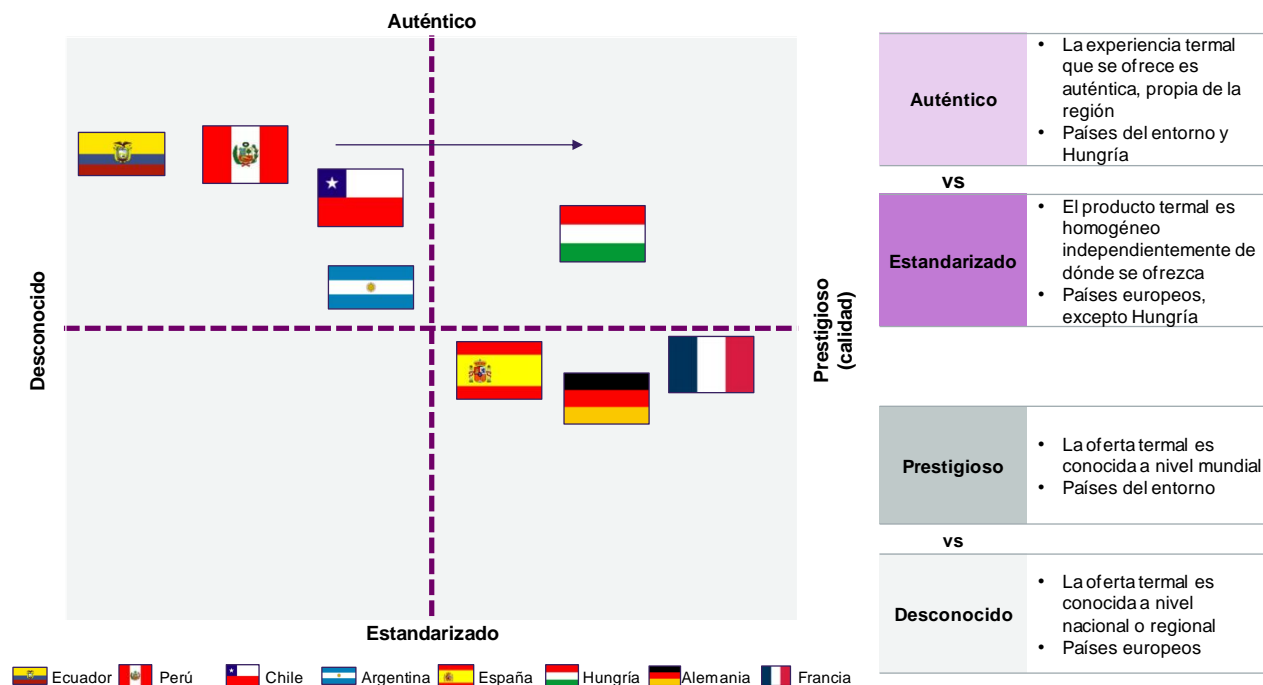 Auténtico
Desconocido
Prestigioso
(calidad)
Estandarizado
Ecuador
Perú
Chile
Argentina
España
Hungría
Alemania
Francia
Auténtico
• La experiencia termal
que se ofrece es
auténtica, propia de la
región
• Países del entorno y
Hungría
vs
Estandarizado
• El producto termal es
homogéneo
independientemente de
dónde se ofrezca
• Países europeos,
excepto Hungría
Prestigioso
• La oferta termal es
conocida a nivel mundial
• Países del entorno
vs
Desconocido
• La oferta termal es
conocida a nivel
nacional o regional
• Países europeos